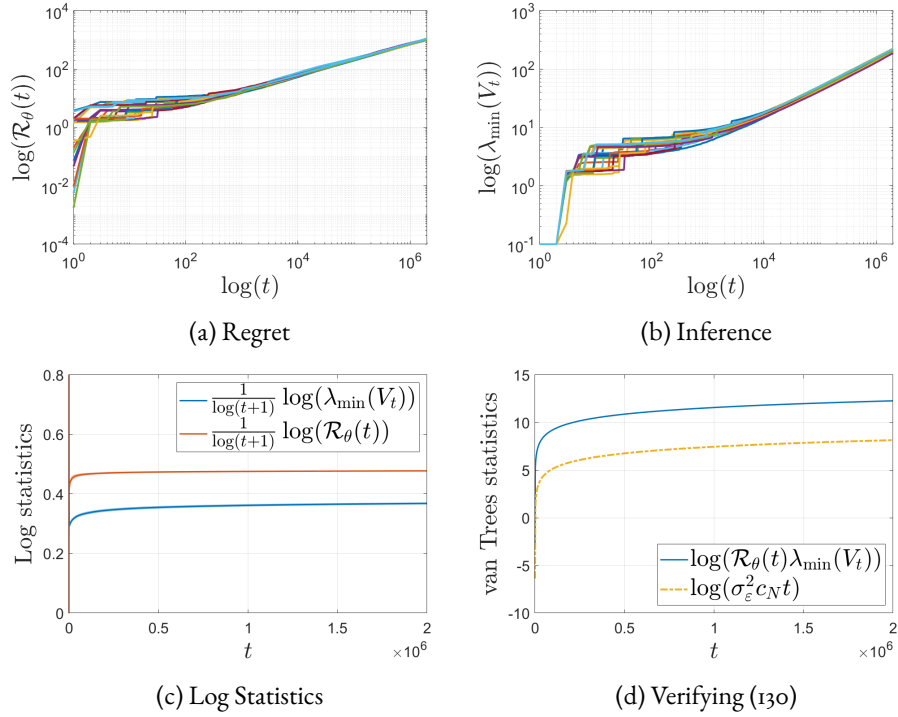 10^4
10^2
10^0
10^{-2}
10^{-4}
log(R_θ(t))
10^0 10^2 10^4 10^6
log(t)
(a) Regret
10^3
10^2
10^1
10^0
10^{-1}
log(λ_min(V_t))
10^0 10^2 10^4 10^6
log(t)
(b) Inference
0.8
0.6
0.4
0.2
0
Log statistics
1/log(t+1) log(λ_min(V_t))
1/log(t+1) log(R_θ(t))
0 0.5 1 1.5 2
t
×10^6
(c) Log Statistics
15
10
5
0
-5
-10
van Trees statistics
log(R_θ(t)λ_min(V_t))
log(σ_ε^2 c_N t)
0 0.5 1 1.5 2
t
×10^6
(d) Verifying (130)